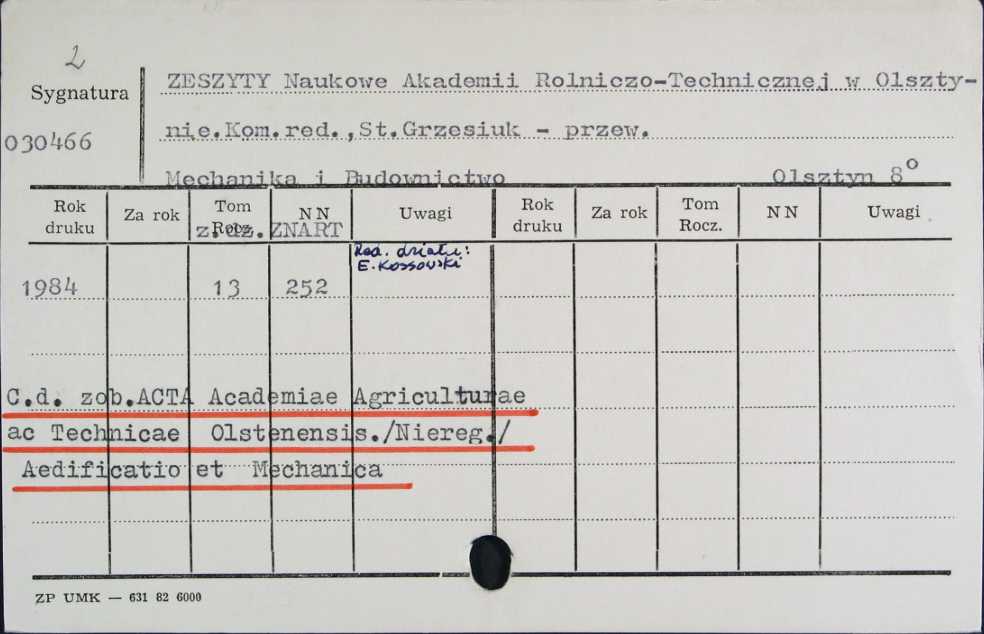 2
Sygnatura
ZESZYTY Naukowe Akademii Rolniczo-Technicznej w Olszty-
030466
nie.Kom.red.,St.Grzesiuk - przew.
Mechanika i Budownictwo Olsztyn 8°
Rok druku Za rok Tom Rocz. NN Uwagi Rok druku Za rok Tom Rocz. NN Uwagi
z.dz. ZNART
Red. działu:
E. Kossowski
1984 13 252
C.d. zob.ACTA Academiae Agriculturae
ac Technicae Olstenensis./Niereg./
Aedificatio et Mechanica
ZP UMK — 631 82 6000